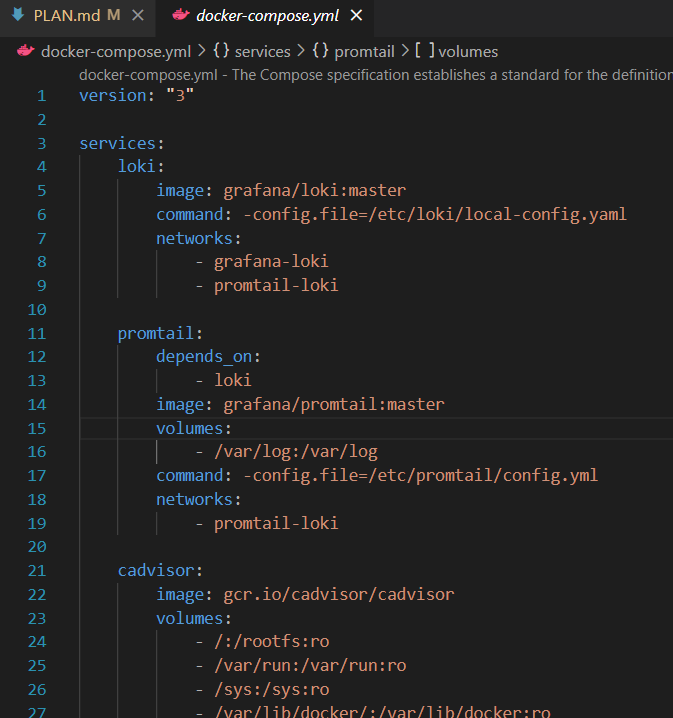 PLAN.md M
docker-compose.yml
docker-compose.yml > {} services > {} promtail > [ ] volumes
docker-compose.yml - The Compose specification establishes a standard for the definition
1 version: "3"
2
3 services:
4     loki:
5         image: grafana/loki:master
6         command: -config.file=/etc/loki/local-config.yaml
7         networks:
8             - grafana-loki
9             - promtail-loki
10
11     promtail:
12         depends_on:
13             - loki
14         image: grafana/promtail:master
15         volumes:
16             - /var/log:/var/log
17         command: -config.file=/etc/promtail/config.yml
18         networks:
19             - promtail-loki
20
21     cadvisor:
22         image: gcr.io/cadvisor/cadvisor
23         volumes:
24             - /:/rootfs:ro
25             - /var/run:/var/run:ro
26             - /sys:/sys:ro
27             - /var/lib/docker/:/var/lib/docker:ro